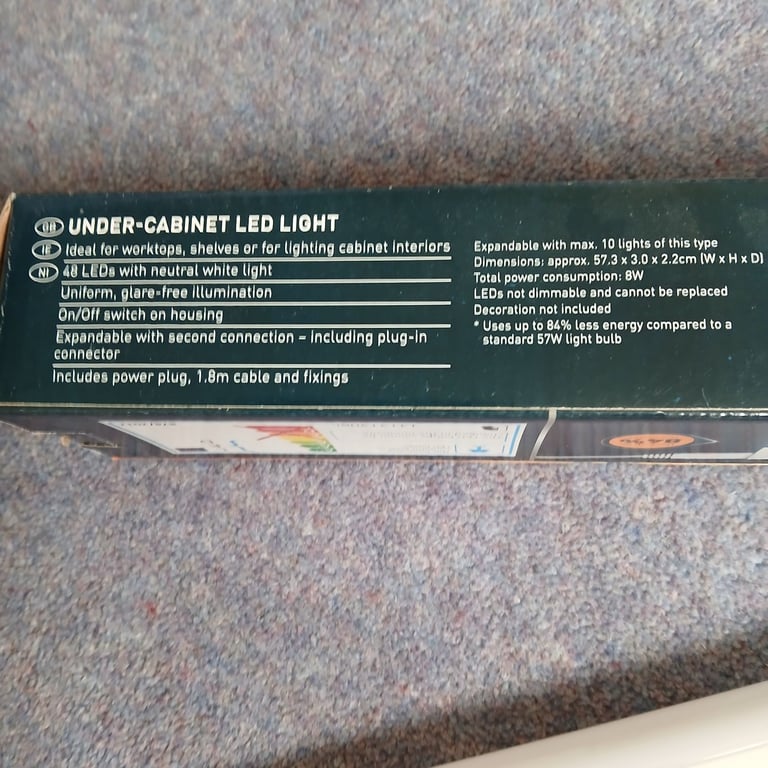 GB UNDER-CABINET LED LIGHT
IE Ideal for worktops, shelves or for lighting cabinet interiors
NI 48 LEDs with neutral white light
Uniform, glare-free illumination
On/Off switch on housing
Expandable with second connection – including plug-in
connector
Includes power plug, 1.8m cable and fixings
Expandable with max. 10 lights of this type
Dimensions: approx. 57.3 x 3.0 x 2.2cm (W x H x D)
Total power consumption: 8W
LEDs not dimmable and cannot be replaced
Decoration not included
* Uses up to 84% less energy compared to a
standard 57W light bulb
84%